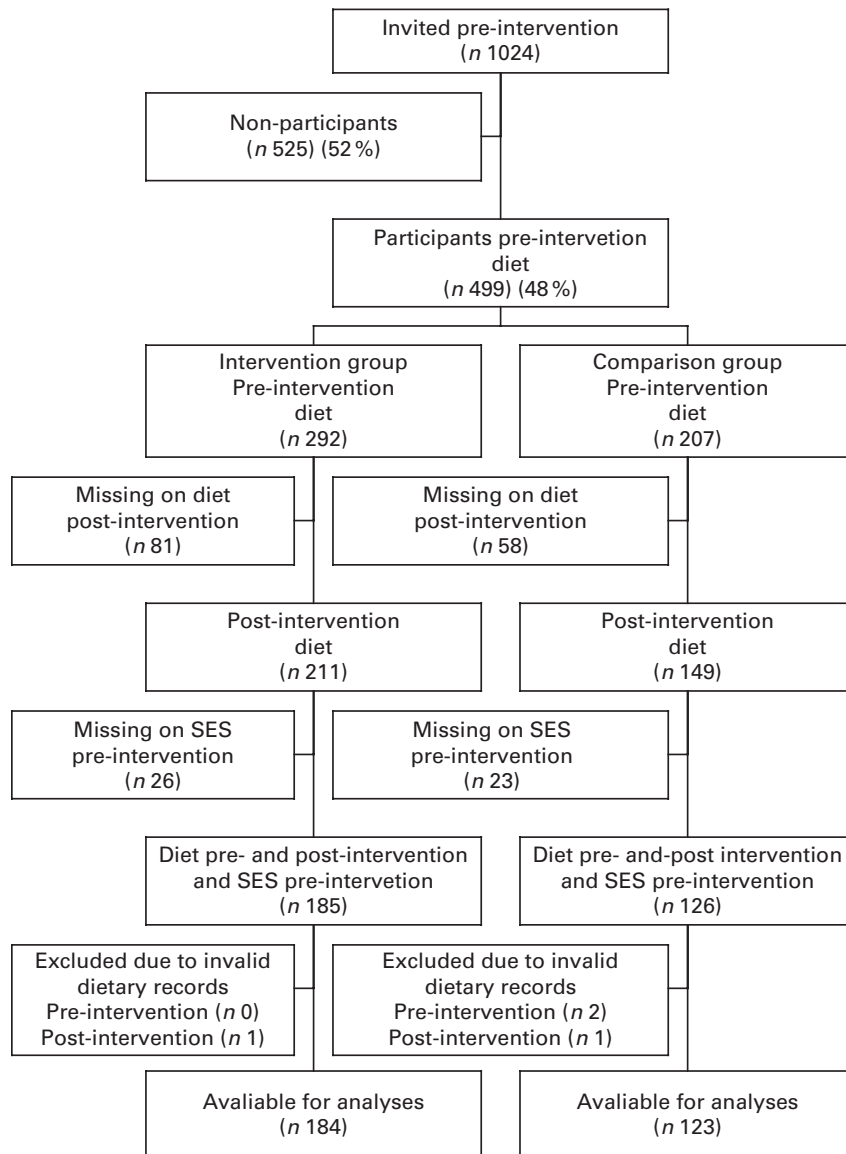 Invited pre-intervention
(n 1024)
Non-participants
(n 525) (52 %)
Participants pre-intervetion
diet
(n 499) (48 %)
Intervention group
Pre-intervention
diet
(n 292)
Comparison group
Pre-intervention
diet
(n 207)
Missing on diet
post-intervention
(n 81)
Missing on diet
post-intervention
(n 58)
Post-intervention
diet
(n 211)
Post-intervention
diet
(n 149)
Missing on SES
pre-intervention
(n 26)
Missing on SES
pre-intervention
(n 23)
Diet pre- and post-intervention
and SES pre-intervetion
(n 185)
Diet pre- and-post intervention
and SES pre-intervention
(n 126)
Excluded due to invalid
dietary records
Pre-intervention (n 0)
Post-intervention (n 1)
Excluded due to invalid
dietary records
Pre-intervention (n 2)
Post-intervention (n 1)
Avaliable for analyses
(n 184)
Avaliable for analyses
(n 123)